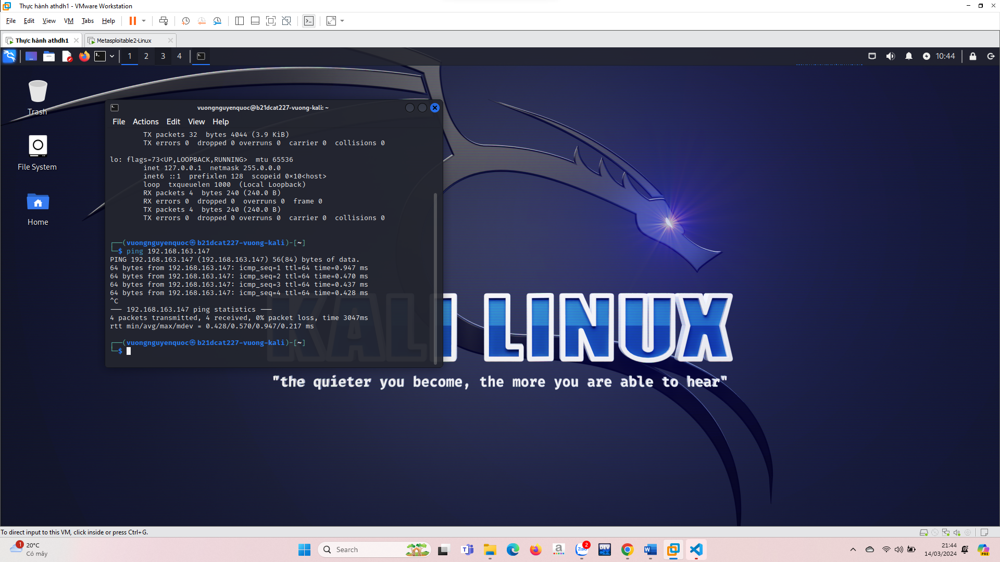 Thực hành athdh1 - VMware Workstation
File Edit View VM Tabs Help
Thực hành athdh1 Metasploitable2-Linux
1 2 3 4 10:44
Trash
File System
Home
vuongnguyenquoc@b21dcat227-vuong-kali: ~
File Actions Edit View Help
TX packets 32 bytes 4044 (3.9 KiB)
TX errors 0 dropped 0 overruns 0 carrier 0 collisions 0
lo: flags=73<UP,LOOPBACK,RUNNING> mtu 65536
inet 127.0.0.1 netmask 255.0.0.0
inet6 ::1 prefixlen 128 scopeid 0×10<host>
loop txqueuelen 1000 (Local Loopback)
RX packets 4 bytes 240 (240.0 B)
RX errors 0 dropped 0 overruns 0 frame 0
TX packets 4 bytes 240 (240.0 B)
TX errors 0 dropped 0 overruns 0 carrier 0 collisions 0
┌──(vuongnguyenquoc㉿b21dcat227-vuong-kali)-[~]
└─$ ping 192.168.163.147
PING 192.168.163.147 (192.168.163.147) 56(84) bytes of data.
64 bytes from 192.168.163.147: icmp_seq=1 ttl=64 time=0.947 ms
64 bytes from 192.168.163.147: icmp_seq=2 ttl=64 time=0.470 ms
64 bytes from 192.168.163.147: icmp_seq=3 ttl=64 time=0.437 ms
64 bytes from 192.168.163.147: icmp_seq=4 ttl=64 time=0.428 ms
^C
--- 192.168.163.147 ping statistics ---
4 packets transmitted, 4 received, 0% packet loss, time 3047ms
rtt min/avg/max/mdev = 0.428/0.570/0.947/0.217 ms
┌──(vuongnguyenquoc㉿b21dcat227-vuong-kali)-[~]
└─$
KALI LINUX
"the quieter you become, the more you are able to hear"
To direct input to this VM, click inside or press Ctrl+G.
1
20°C
Có mây
Search
a
Zalo
2
DEV
W
21:44
14/03/2024
PRE